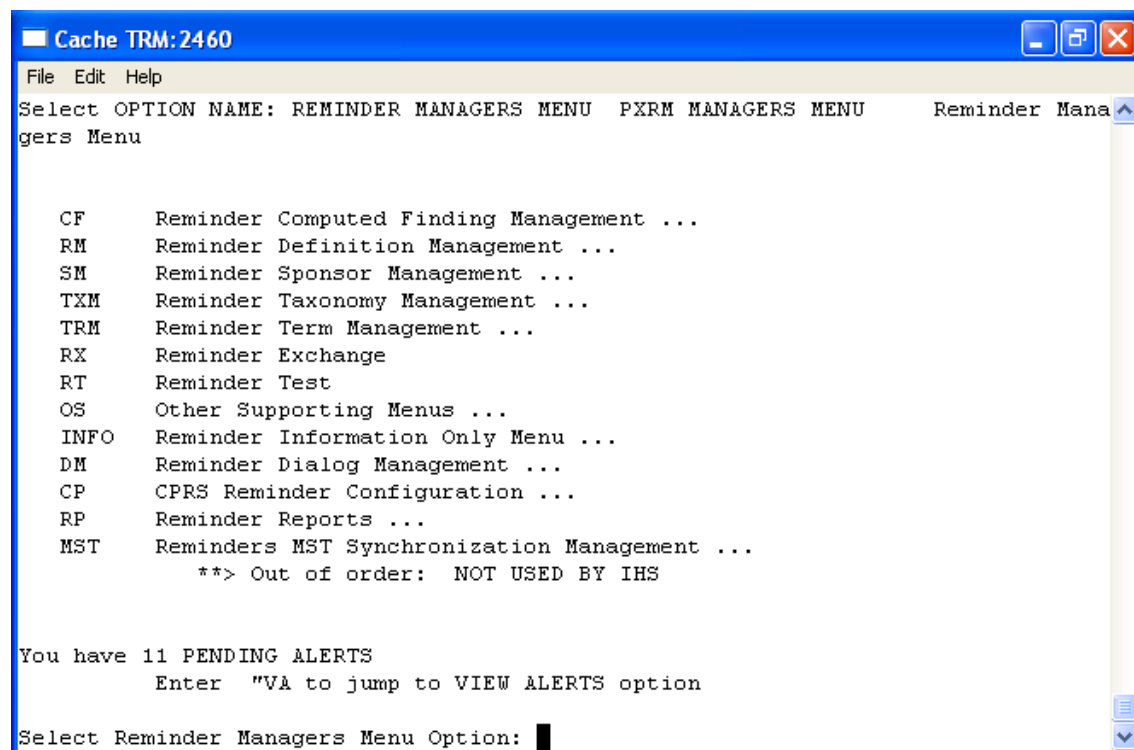 Cache TRM:2460
File Edit Help
Select OPTION NAME: REMINDER MANAGERS MENU  PXRM MANAGERS MENU     Reminder Mana
gers Menu
CF      Reminder Computed Finding Management ...
RM      Reminder Definition Management ...
SM      Reminder Sponsor Management ...
TXM     Reminder Taxonomy Management ...
TRM     Reminder Term Management ...
RX      Reminder Exchange
RT      Reminder Test
OS      Other Supporting Menus ...
INFO    Reminder Information Only Menu ...
DM      Reminder Dialog Management ...
CP      CPRS Reminder Configuration ...
RP      Reminder Reports ...
MST     Reminders MST Synchronization Management ...
**> Out of order:  NOT USED BY IHS
You have 11 PENDING ALERTS
Enter  "VA to jump to VIEW ALERTS option
Select Reminder Managers Menu Option: